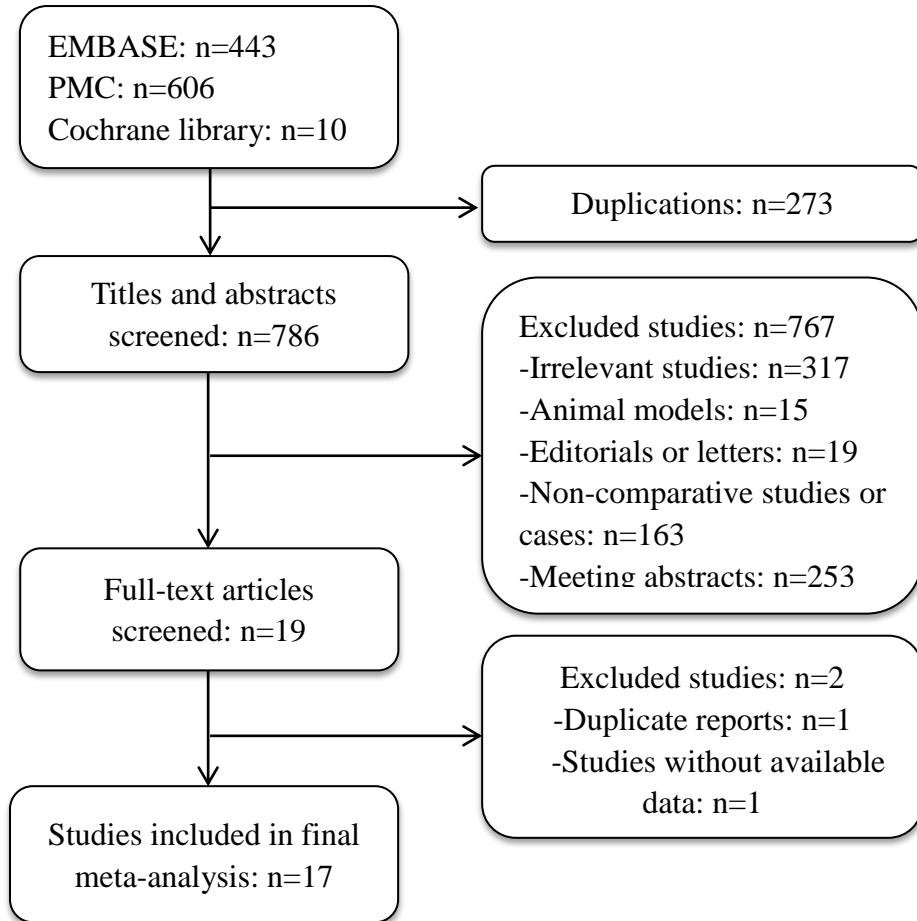 EMBASE: n=443
PMC: n=606
Cochrane library: n=10
Duplications: n=273
Titles and abstracts
screened: n=786
Excluded studies: n=767
-Irrelevant studies: n=317
-Animal models: n=15
-Editorials or letters: n=19
-Non-comparative studies or
cases: n=163
-Meeting abstracts: n=253
Full-text articles
screened: n=19
Excluded studies: n=2
-Duplicate reports: n=1
-Studies without available
data: n=1
Studies included in final
meta-analysis: n=17